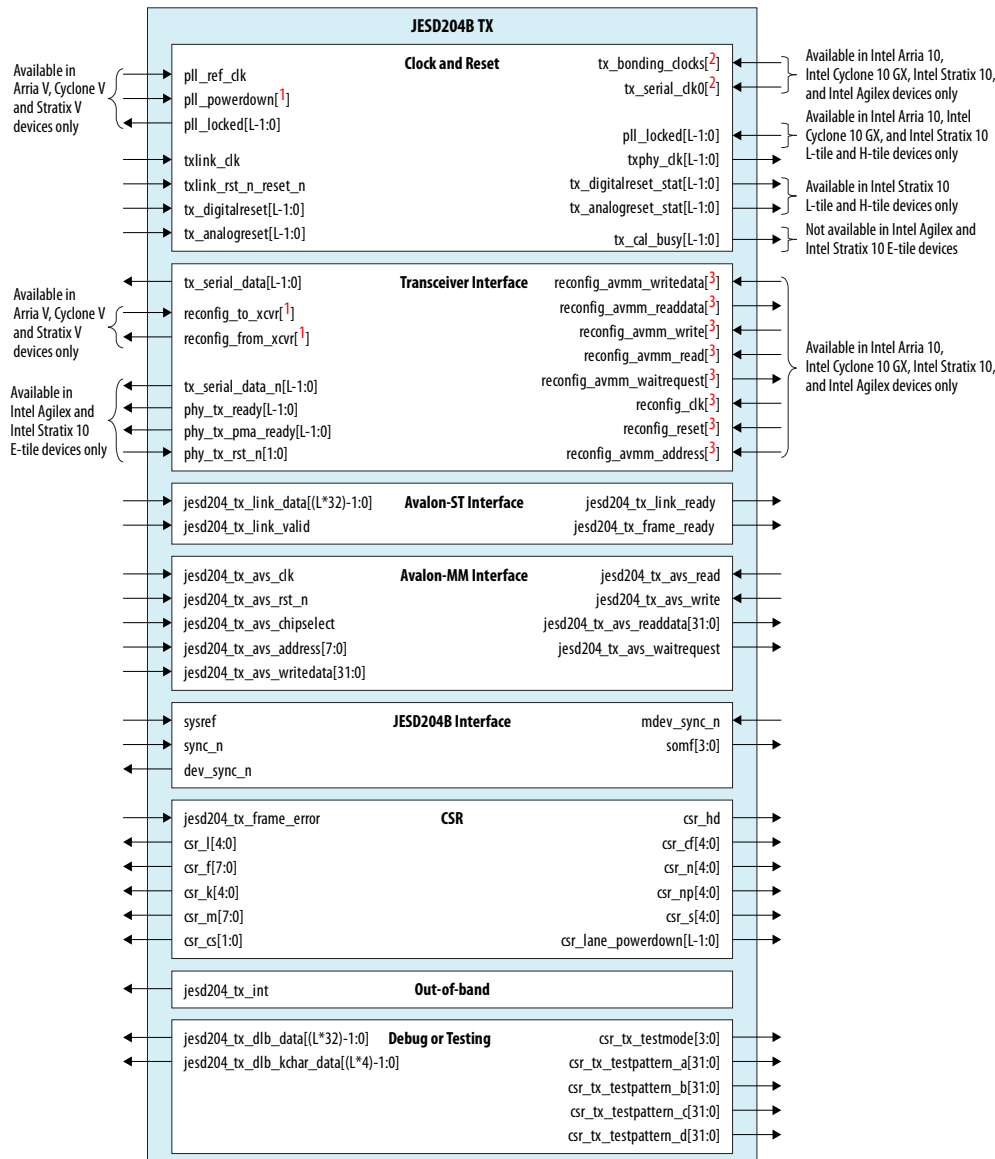 JESD204B TX
Clock and Reset
Available in
Arria V, Cyclone V
and Stratix V
devices only
pll_ref_clk
pll_powerdown[1]
pll_locked[L-1:0]
txlink_clk
txlink_rst_n_reset_n
tx_digitalreset[L-1:0]
tx_analogreset[L-1:0]
tx_bonding_clocks[2]
tx_serial_clk0[2]
pll_locked[L-1:0]
txphy_clk[L-1:0]
tx_digitalreset_stat[L-1:0]
tx_analogreset_stat[L-1:0]
tx_cal_busy[L-1:0]
Available in Intel Arria 10,
Intel Cyclone 10 GX, Intel Stratix 10,
and Intel Agilex devices only
Available in Intel Arria 10, Intel
Cyclone 10 GX, and Intel Stratix 10
L-tile and H-tile devices only
Available in Intel Stratix 10
L-tile and H-tile devices only
Not available in Intel Agilex and
Intel Stratix 10 E-tile devices
Transceiver Interface
Available in
Arria V, Cyclone V
and Stratix V
devices only
Available in
Intel Agilex and
Intel Stratix 10
E-tile devices only
tx_serial_data[L-1:0]
reconfig_to_xcvr[1]
reconfig_from_xcvr[1]
tx_serial_data_n[L-1:0]
phy_tx_ready[L-1:0]
phy_tx_pma_ready[L-1:0]
phy_tx_rst_n[1:0]
reconfig_avmm_writedata[3]
reconfig_avmm_readdata[3]
reconfig_avmm_write[3]
reconfig_avmm_read[3]
reconfig_avmm_waitrequest[3]
reconfig_clk[3]
reconfig_reset[3]
reconfig_avmm_address[3]
Available in Intel Arria 10,
Intel Cyclone 10 GX, Intel Stratix 10,
and Intel Agilex devices only
Avalon-ST Interface
jesd204_tx_link_data[(L*32)-1:0]
jesd204_tx_link_valid
jesd204_tx_link_ready
jesd204_tx_frame_ready
Avalon-MM Interface
jesd204_tx_avs_clk
jesd204_tx_avs_rst_n
jesd204_tx_avs_chipselect
jesd204_tx_avs_address[7:0]
jesd204_tx_avs_writedata[31:0]
jesd204_tx_avs_read
jesd204_tx_avs_write
jesd204_tx_avs_readdata[31:0]
jesd204_tx_avs_waitrequest
JESD204B Interface
sysref
sync_n
dev_sync_n
mdev_sync_n
somf[3:0]
CSR
jesd204_tx_frame_error
csr_l[4:0]
csr_f[7:0]
csr_k[4:0]
csr_m[7:0]
csr_cs[1:0]
csr_hd
csr_cf[4:0]
csr_n[4:0]
csr_np[4:0]
csr_s[4:0]
csr_lane_powerdown[L-1:0]
Out-of-band
jesd204_tx_int
Debug or Testing
jesd204_tx_dlb_data[(L*32)-1:0]
jesd204_tx_dlb_kchar_data[(L*4)-1:0]
csr_tx_testmode[3:0]
csr_tx_testpattern_a[31:0]
csr_tx_testpattern_b[31:0]
csr_tx_testpattern_c[31:0]
csr_tx_testpattern_d[31:0]